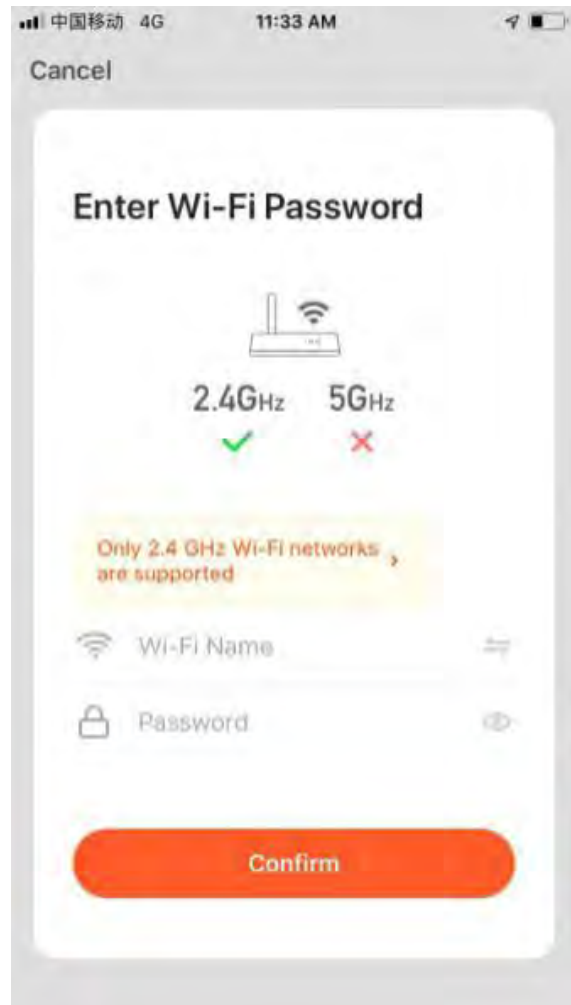 中国移动 4G 11:33 AM
Cancel
Enter Wi-Fi Password
2.4GHz 5GHz
Only 2.4 GHz Wi-Fi networks
are supported
Wi-Fi Name
Password
Confirm